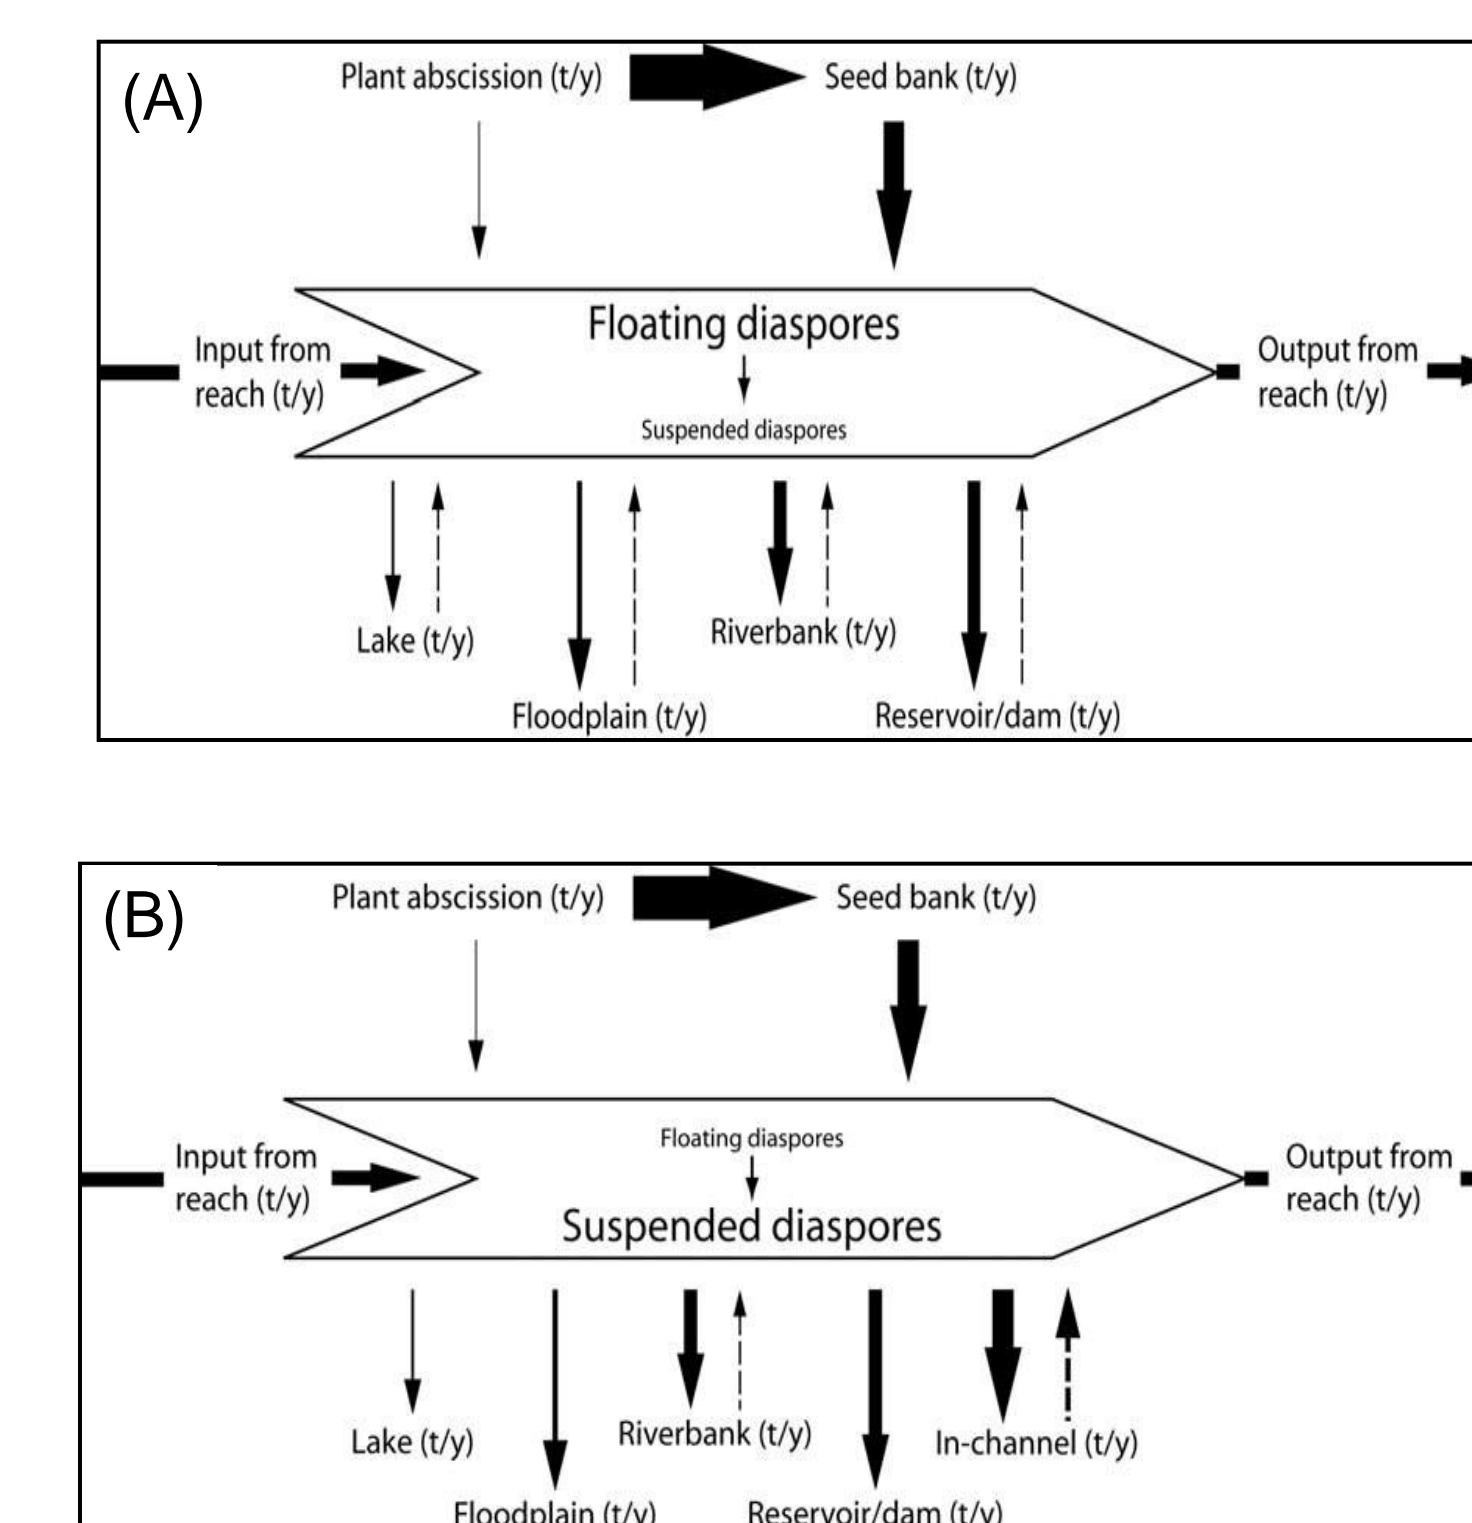 (A)
Plant abscission (t/y)
Seed bank (t/y)
Floating diaspores
Suspended diaspores
Input from
reach (t/y)
Output from
reach (t/y)
Lake (t/y)
Riverbank (t/y)
Floodplain (t/y)
Reservoir/dam (t/y)
(B)
Plant abscission (t/y)
Seed bank (t/y)
Floating diaspores
Suspended diaspores
Input from
reach (t/y)
Output from
reach (t/y)
Lake (t/y)
Riverbank (t/y)
In-channel (t/y)
Floodplain (t/y)
Reservoir/dam (t/y)